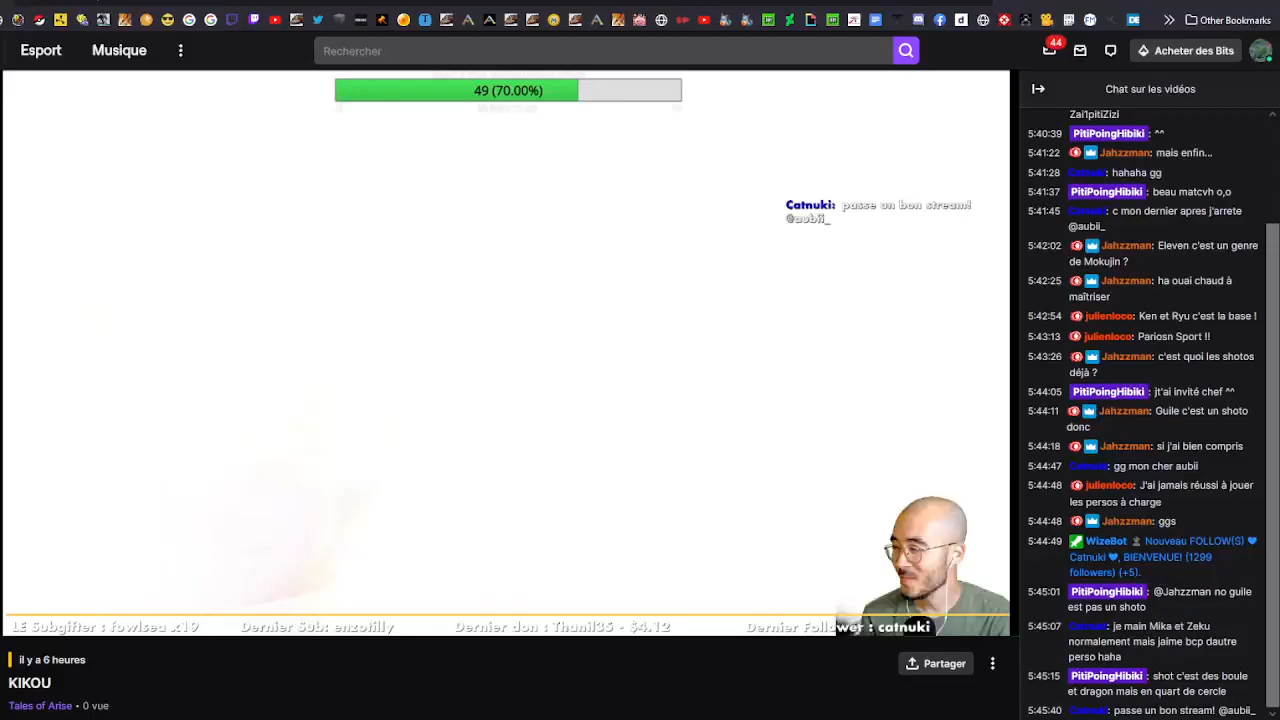 Other Bookmarks
Esport
Musique
Rechercher
44
Acheter des Bits
49 (70.00%)
Catnuki: passe un bon stream!
@aubii_
LE Subgifter : fowlsea x19
Dernier Sub: enzofilly
Dernier don : Thanil35 - $4.12
Dernier Follower : catnuki
il y a 6 heures
Partager
KIKOU
Tales of Arise • 0 vue
Chat sur les vidéos
Zai1pitiZizi
5:40:39 PitiPoingHibiki : ^^
5:41:22 Jahzzman: mais enfin...
5:41:28 Catnuki: hahaha gg
5:41:37 PitiPoingHibiki : beau matcvh o,o
5:41:45 Catnuki: c mon dernier apres j'arrete
@aubii_
5:42:02 Jahzzman: Eleven c'est un genre
de Mokujin ?
5:42:25 Jahzzman: ha ouai chaud à
maîtriser
5:42:54 julienloco: Ken et Ryu c'est la base !
5:43:13 julienloco: Pariosn Sport !!
5:43:26 Jahzzman: c'est quoi les shotos
déjà ?
5:44:05 PitiPoingHibiki : jt'ai invité chef ^^
5:44:11 Jahzzman: Guile c'est un shoto
donc
5:44:18 Jahzzman: si j'ai bien compris
5:44:47 Catnuki: gg mon cher aubii
5:44:48 julienloco: J'ai jamais réussi à jouer
les persos à charge
5:44:48 Jahzzman: ggs
5:44:49 WizeBot Nouveau FOLLOW(S)
Catnuki, BIENVENUE! (1299
followers) (+5).
5:45:01 PitiPoingHibiki : @Jahzzman no guile
est pas un shoto
5:45:07 Catnuki: je main Mika et Zeku
normalement mais jaime bcp dautre
perso haha
5:45:15 PitiPoingHibiki : shot c'est des boule
et dragon mais en quart de cercle
5:45:40 Catnuki: passe un bon stream! @aubii_